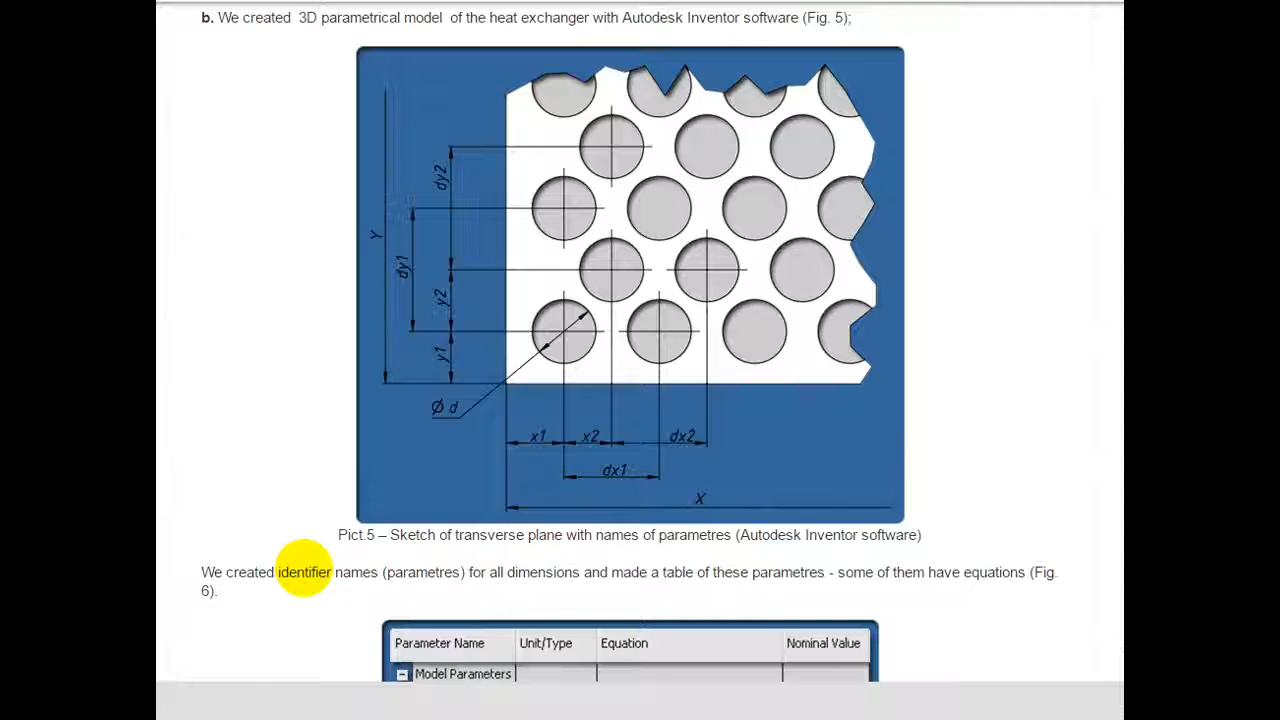 b. We created 3D parametrical model of the heat exchanger with Autodesk Inventor software (Fig. 5);
dy2
Y
dy1
y2
y1
Ø d
x1 x2 dx2
dx1
X
Pict.5 – Sketch of transverse plane with names of parametres (Autodesk Inventor software)
We created identifier names (parametres) for all dimensions and made a table of these parametres - some of them have equations (Fig.
6).
Parameter Name Unit/Type Equation Nominal Value
Model Parameters